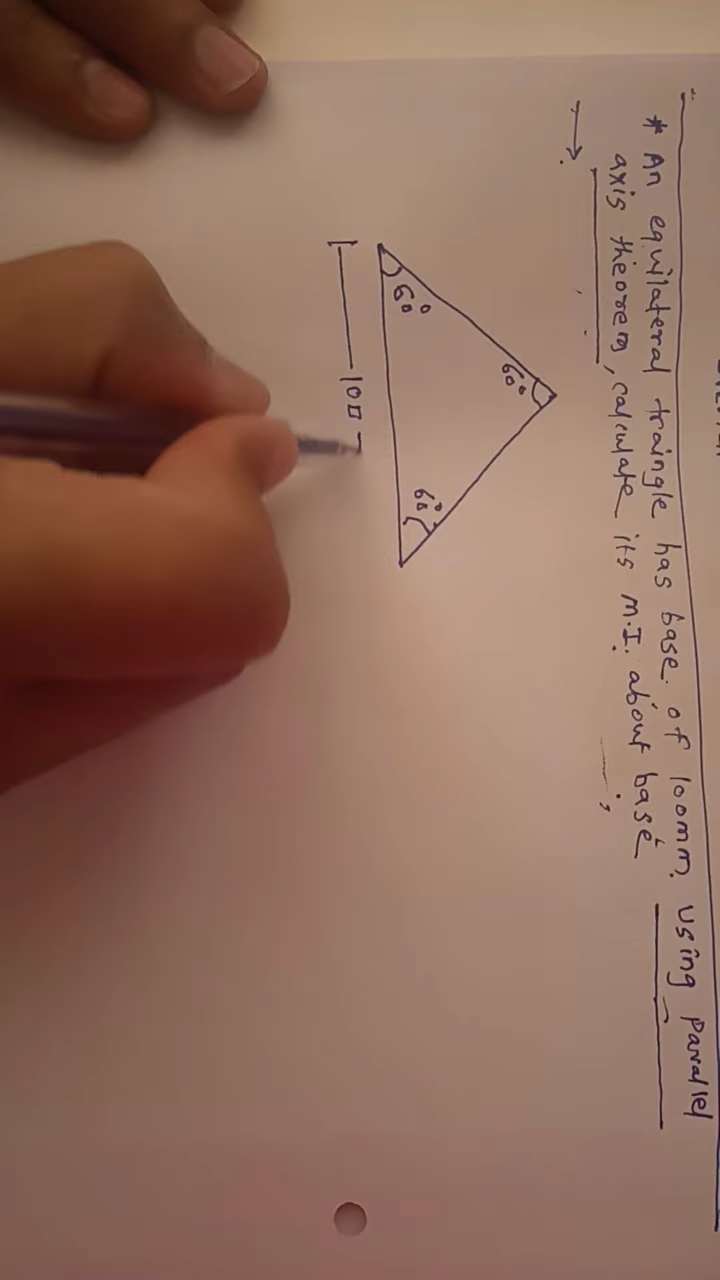 * An equilateral traingle has base of 100mm. using parallel
axis theorem, calculate its M.I. about base
60°
60°
60°
100